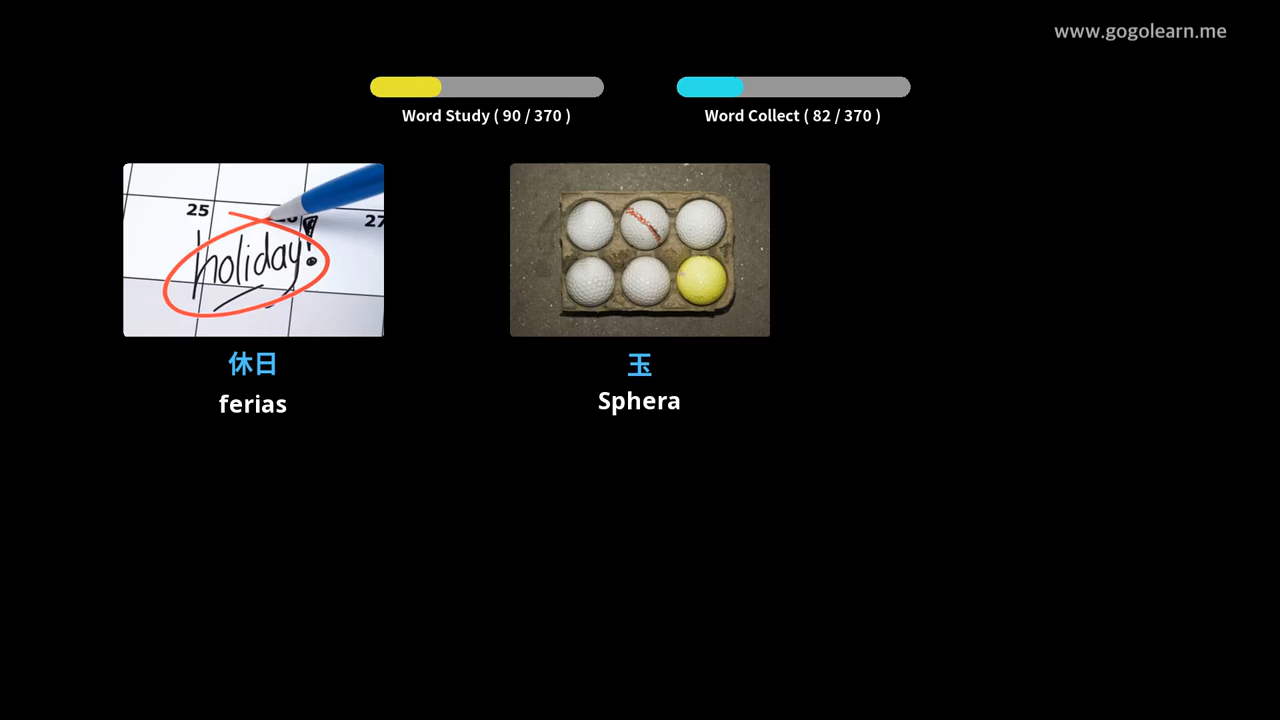 www.gogolearn.me
Word Study ( 90 / 370 )
Word Collect ( 82 / 370 )
25
27
holiday!
休日
玉
ferias
Sphera